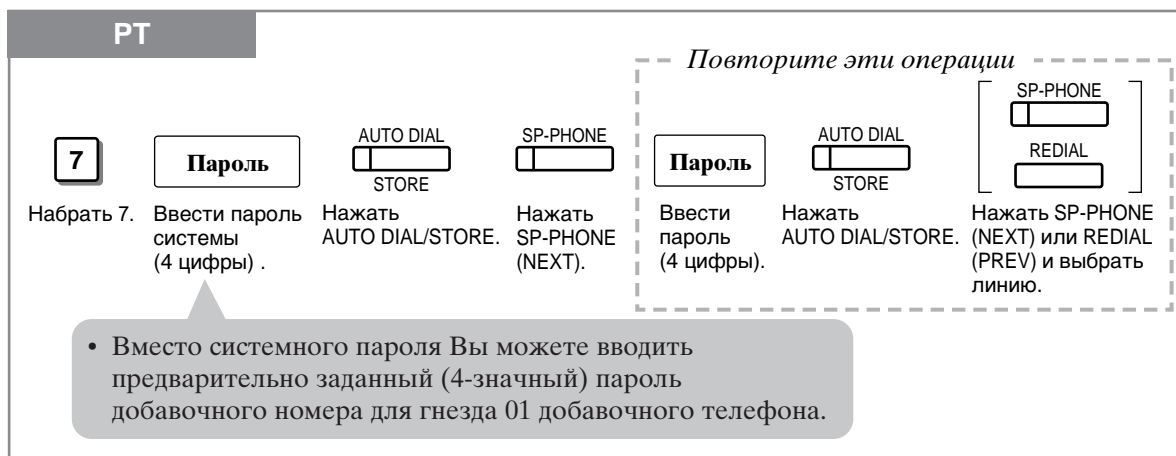 PT
Повторите эти операции
7
Пароль
AUTO DIAL
STORE
SP-PHONE
Пароль
AUTO DIAL
STORE
SP-PHONE
REDIAL
Набрать 7.
Ввести пароль
системы
(4 цифры) .
Нажать
AUTO DIAL/STORE.
Нажать
SP-PHONE
(NEXT).
Ввести
пароль
(4 цифры).
Нажать
AUTO DIAL/STORE.
Нажать SP-PHONE
(NEXT) или REDIAL
(PREV) и выбрать
линию.
• Вместо системного пароля Вы можете вводить
предварительно заданный (4-значный) пароль
добавочного номера для гнезда 01 добавочного телефона.